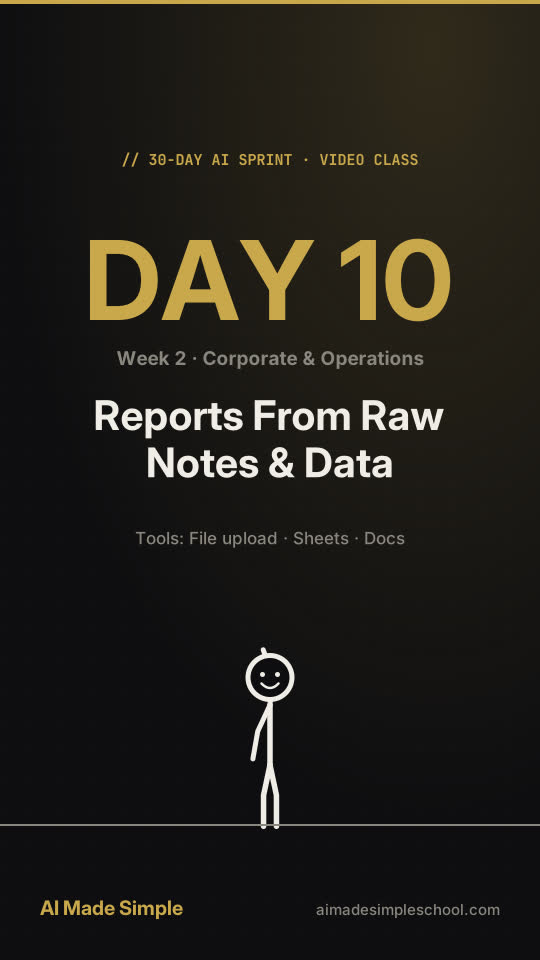 // 30-DAY AI SPRINT · VIDEO CLASS
DAY 10
Week 2 · Corporate & Operations
Reports From Raw
Notes & Data
Tools: File upload · Sheets · Docs
AI Made Simple
aimadesimpleschool.com